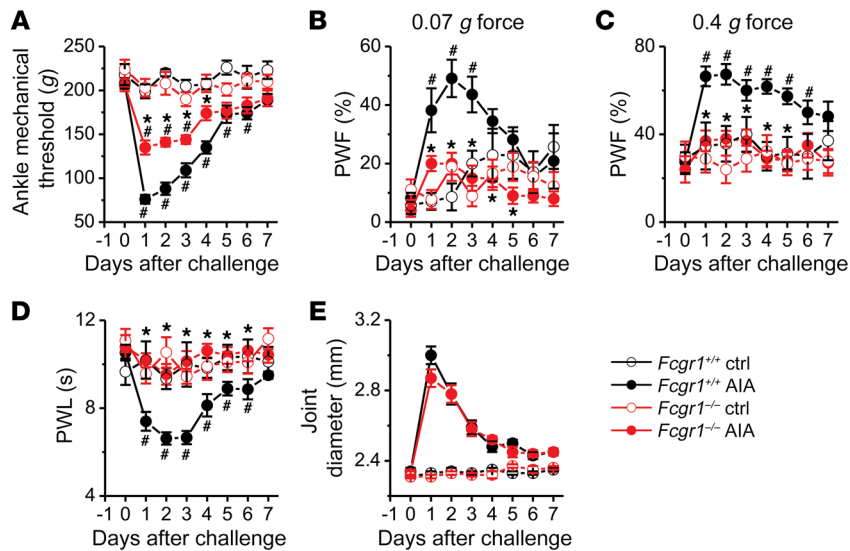 A
Ankle mechanical
threshold (g)
250
200
150
100
50
* * * *
# # # # # #
-1 0 1 2 3 4 5 6 7
Days after challenge
B
0.07 g force
PWF (%)
60
40
20
0
# # #
* * * * *
-1 0 1 2 3 4 5 6 7
Days after challenge
C
0.4 g force
PWF (%)
80
40
0
# # # # # #
* * * * *
-1 0 1 2 3 4 5 6 7
Days after challenge
D
PWL (s)
12
8
4
* * * * * *
# # # # # #
-1 0 1 2 3 4 5 6 7
Days after challenge
E
Joint
diameter (mm)
3.2
2.8
2.4
-1 0 1 2 3 4 5 6 7
Days after challenge
Fcgr1+/+ ctrl
Fcgr1+/+ AIA
Fcgr1–/– ctrl
Fcgr1–/– AIA